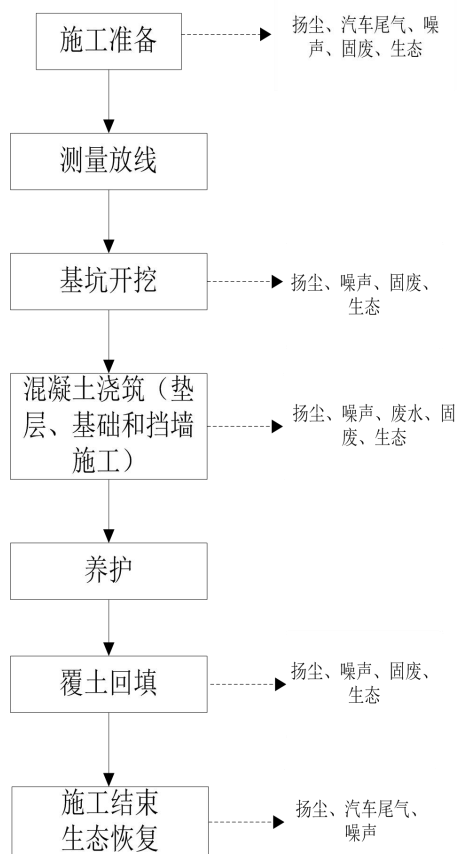 施工准备
扬尘、汽车尾气、噪
声、固废、生态
测量放线
基坑开挖
扬尘、噪声、固废、
生态
混凝土浇筑（垫
层、基础和挡墙
施工）
扬尘、噪声、废水、固
废、生态
养护
覆土回填
扬尘、噪声、固废、
生态
施工结束
生态恢复
扬尘、汽车尾气、
噪声